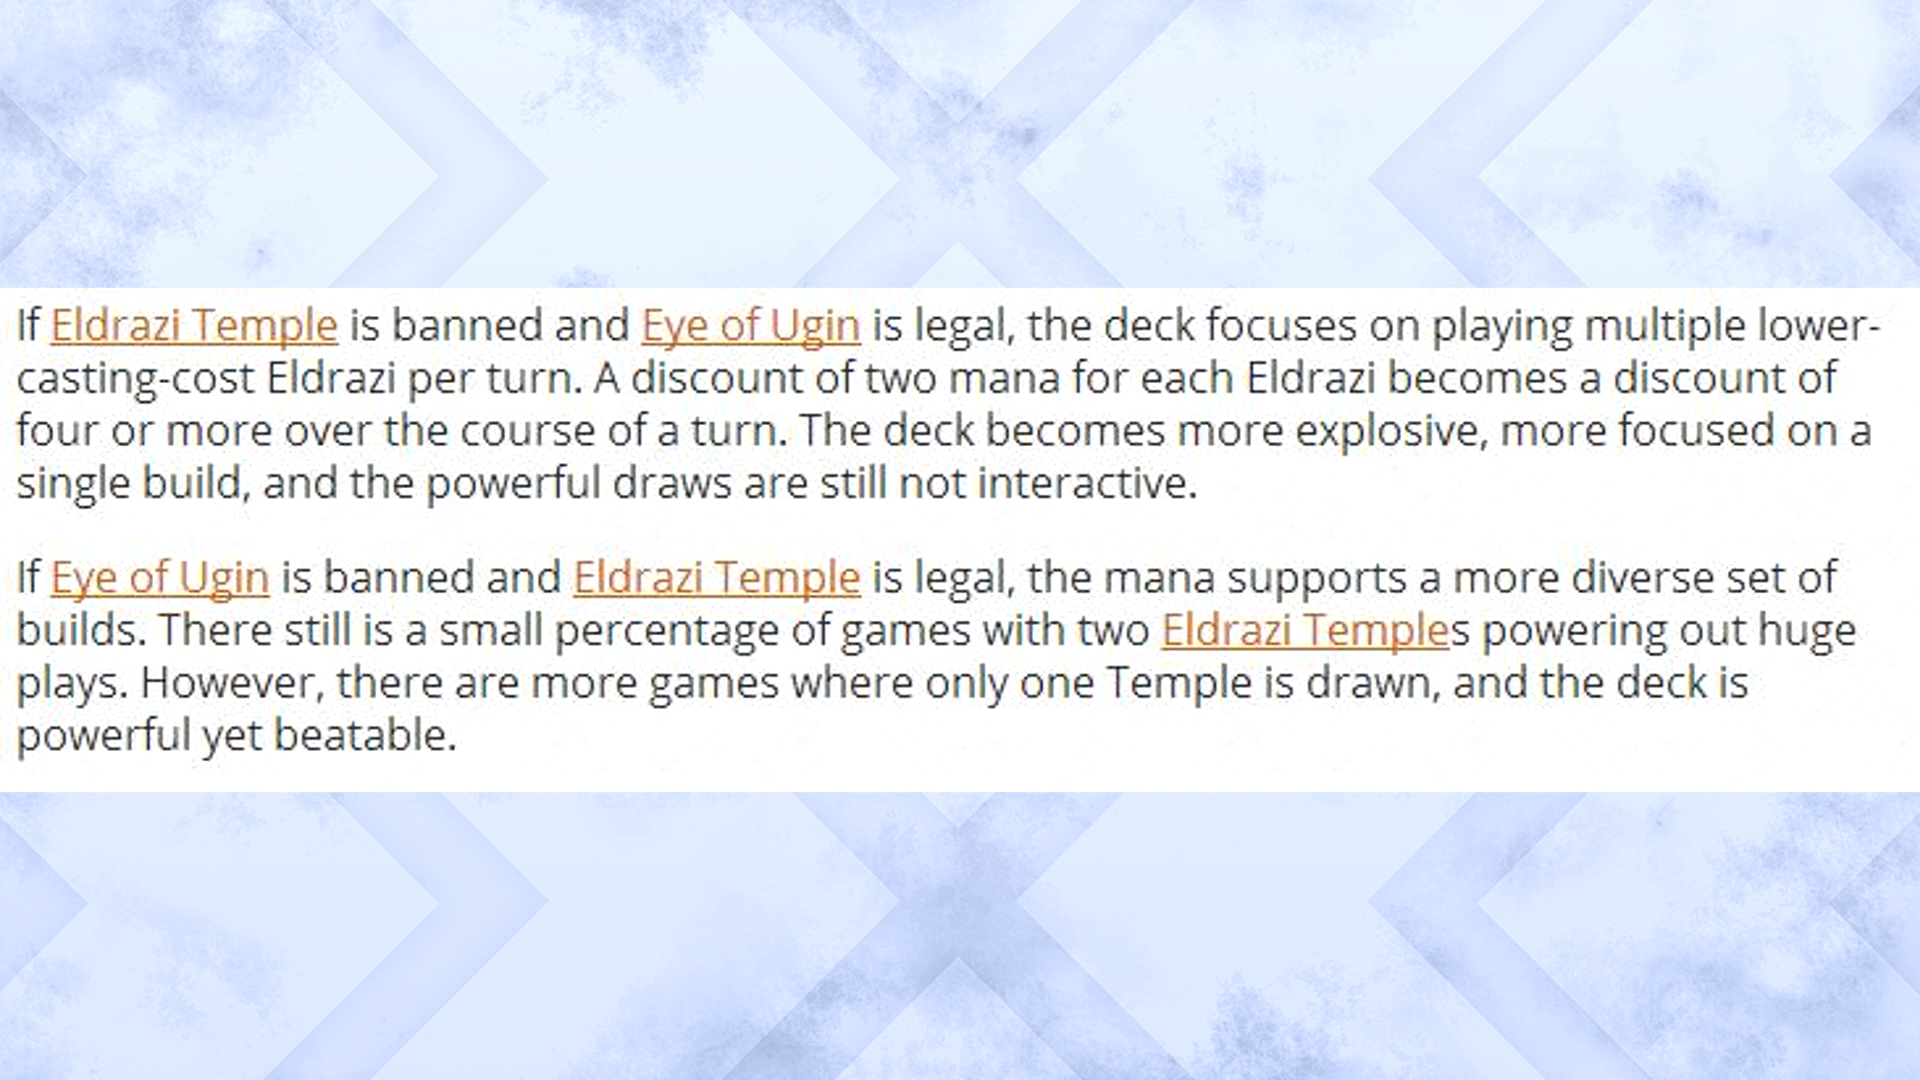 If Eldrazi Temple is banned and Eye of Ugin is legal, the deck focuses on playing multiple lower-
casting-cost Eldrazi per turn. A discount of two mana for each Eldrazi becomes a discount of
four or more over the course of a turn. The deck becomes more explosive, more focused on a
single build, and the powerful draws are still not interactive.
If Eye of Ugin is banned and Eldrazi Temple is legal, the mana supports a more diverse set of
builds. There still is a small percentage of games with two Eldrazi Temples powering out huge
plays. However, there are more games where only one Temple is drawn, and the deck is
powerful yet beatable.